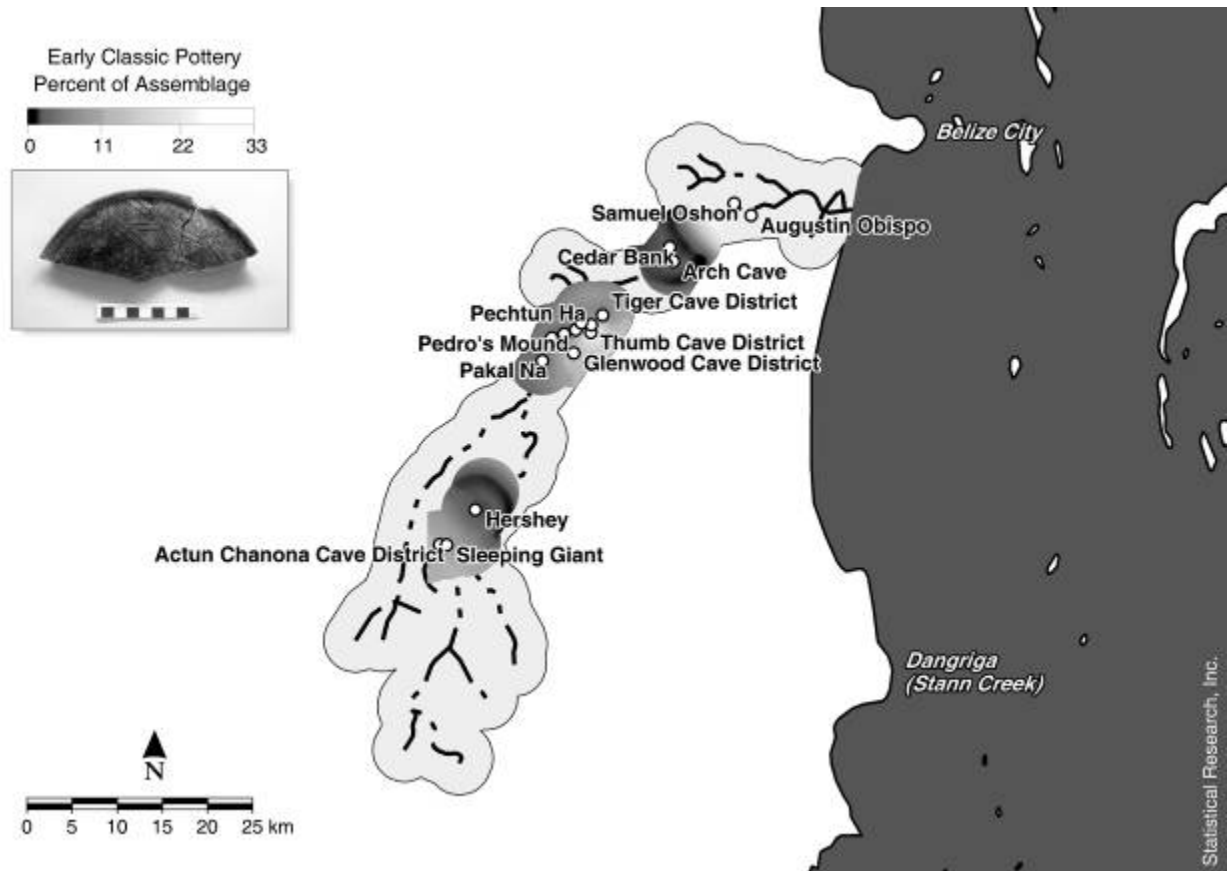 Early Classic Pottery
Percent of Assemblage
0 11 22 33
Belize City
Samuel Oshon
Augustin Obispo
Cedar Bank
Arch Cave
Tiger Cave District
Pechtun Ha
Pedro's Mound
Thumb Cave District
Pakal Na
Glenwood Cave District
Hershey
Actun Chanona Cave District
Sleeping Giant
Dangriga
(Stann Creek)
N
0 5 10 15 20 25 km
Statistical Research, Inc.